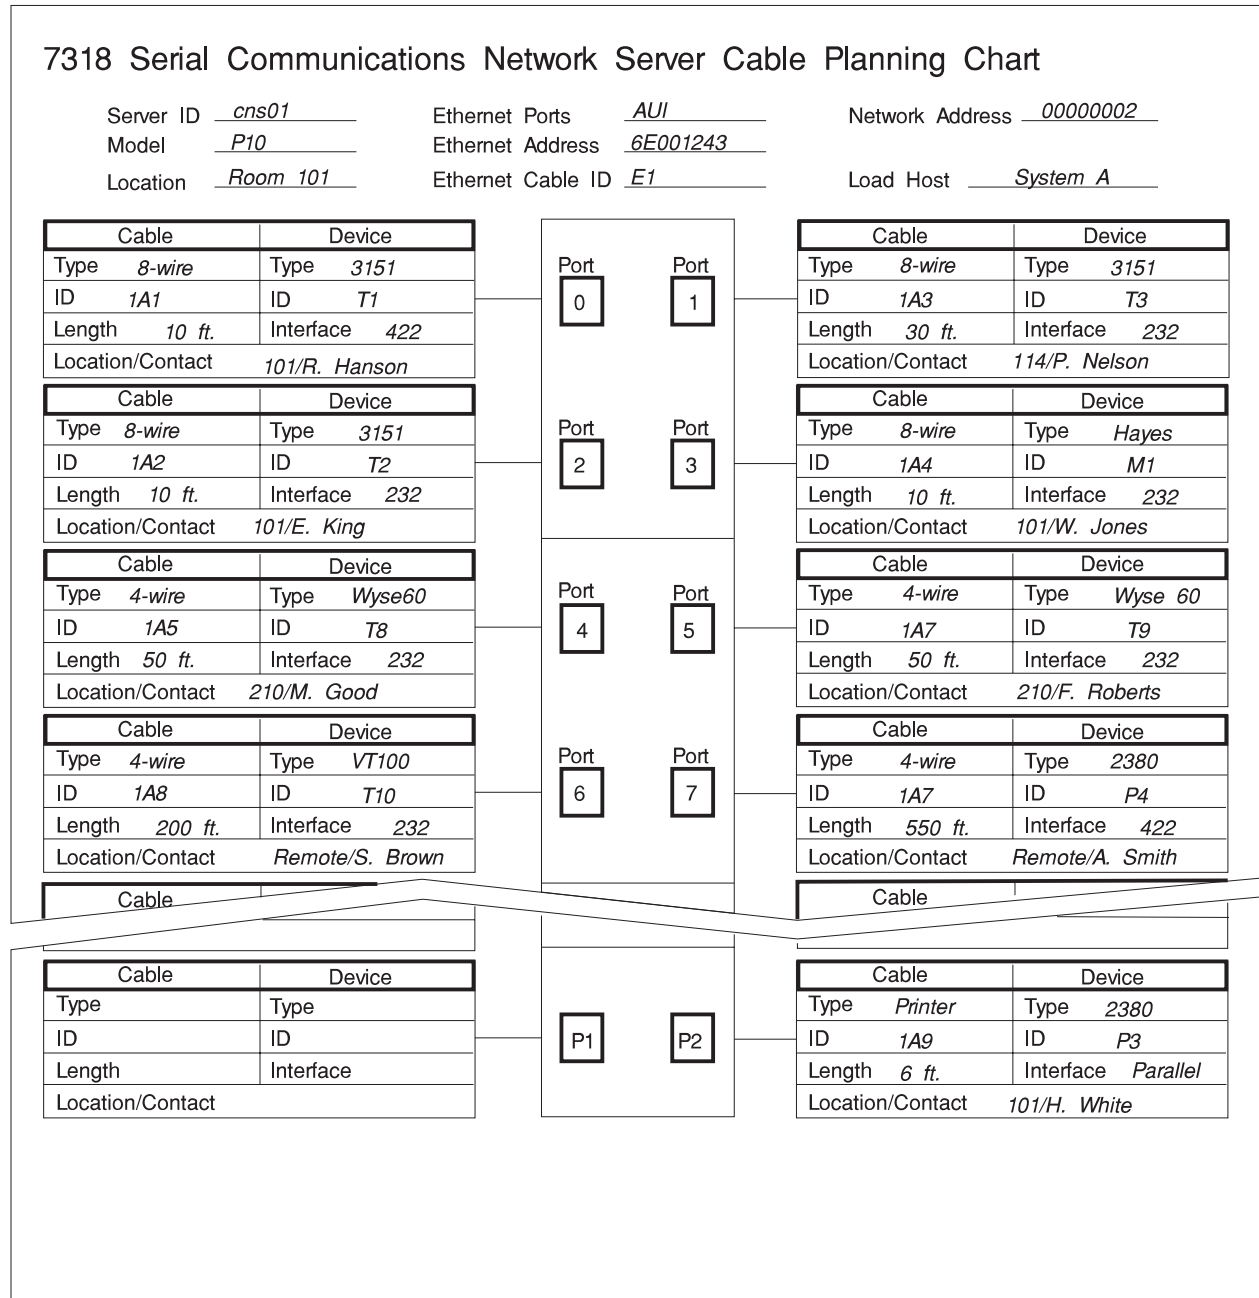 7318 Serial Communications Network Server Cable Planning Chart
Server ID cns01 Ethernet Ports AUI Network Address 00000002
Model P10 Ethernet Address 6E001243
Location Room 101 Ethernet Cable ID E1 Load Host System A
Cable Device
Type 8-wire Type 3151
ID 1A1 ID T1
Length 10 ft. Interface 422
Location/Contact 101/R. Hanson
Port Port
0 1
Cable Device
Type 8-wire Type 3151
ID 1A3 ID T3
Length 30 ft. Interface 232
Location/Contact 114/P. Nelson
Cable Device
Type 8-wire Type 3151
ID 1A2 ID T2
Length 10 ft. Interface 232
Location/Contact 101/E. King
Port Port
2 3
Cable Device
Type 8-wire Type Hayes
ID 1A4 ID M1
Length 10 ft. Interface 232
Location/Contact 101/W. Jones
Cable Device
Type 4-wire Type Wyse60
ID 1A5 ID T8
Length 50 ft. Interface 232
Location/Contact 210/M. Good
Port Port
4 5
Cable Device
Type 4-wire Type Wyse 60
ID 1A7 ID T9
Length 50 ft. Interface 232
Location/Contact 210/F. Roberts
Cable Device
Type 4-wire Type VT100
ID 1A8 ID T10
Length 200 ft. Interface 232
Location/Contact Remote/S. Brown
Port Port
6 7
Cable Device
Type 4-wire Type 2380
ID 1A7 ID P4
Length 550 ft. Interface 422
Location/Contact Remote/A. Smith
Cable
Cable
Cable Device
Type Type
ID ID
Length Interface
Location/Contact
P1 P2
Cable Device
Type Printer Type 2380
ID 1A9 ID P3
Length 6 ft. Interface Parallel
Location/Contact 101/H. White